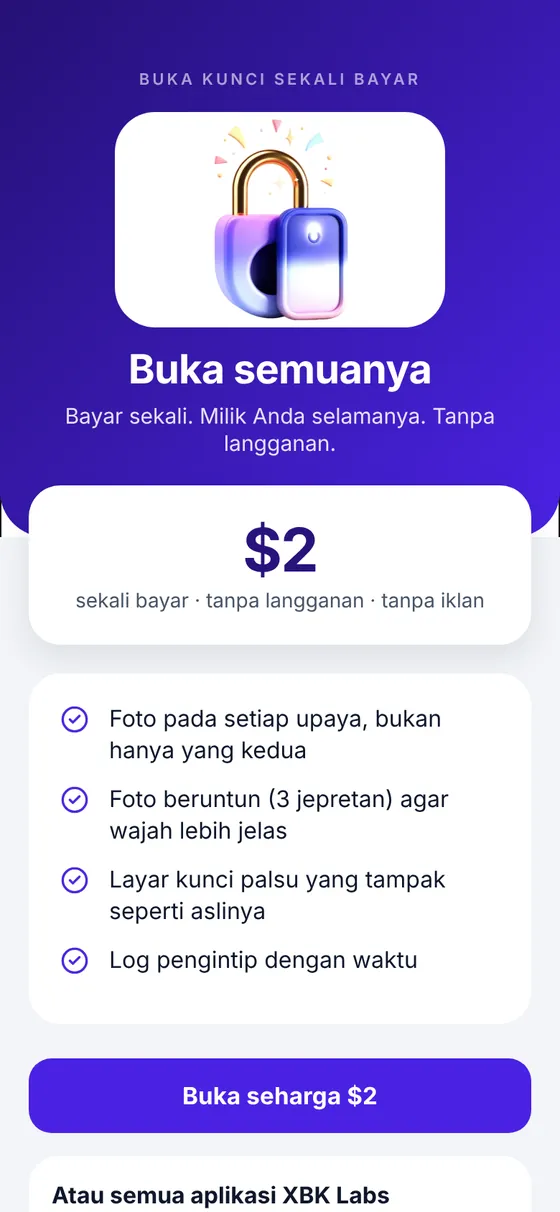 BUKA KUNCI SEKALI BAYAR
Buka semuanya
Bayar sekali. Milik Anda selamanya. Tanpa
langganan.
$2
sekali bayar · tanpa langganan · tanpa iklan
Foto pada setiap upaya, bukan
hanya yang kedua
Foto beruntun (3 jepretan) agar
wajah lebih jelas
Layar kunci palsu yang tampak
seperti aslinya
Log pengintip dengan waktu
Buka seharga $2
Atau semua aplikasi XBK Labs